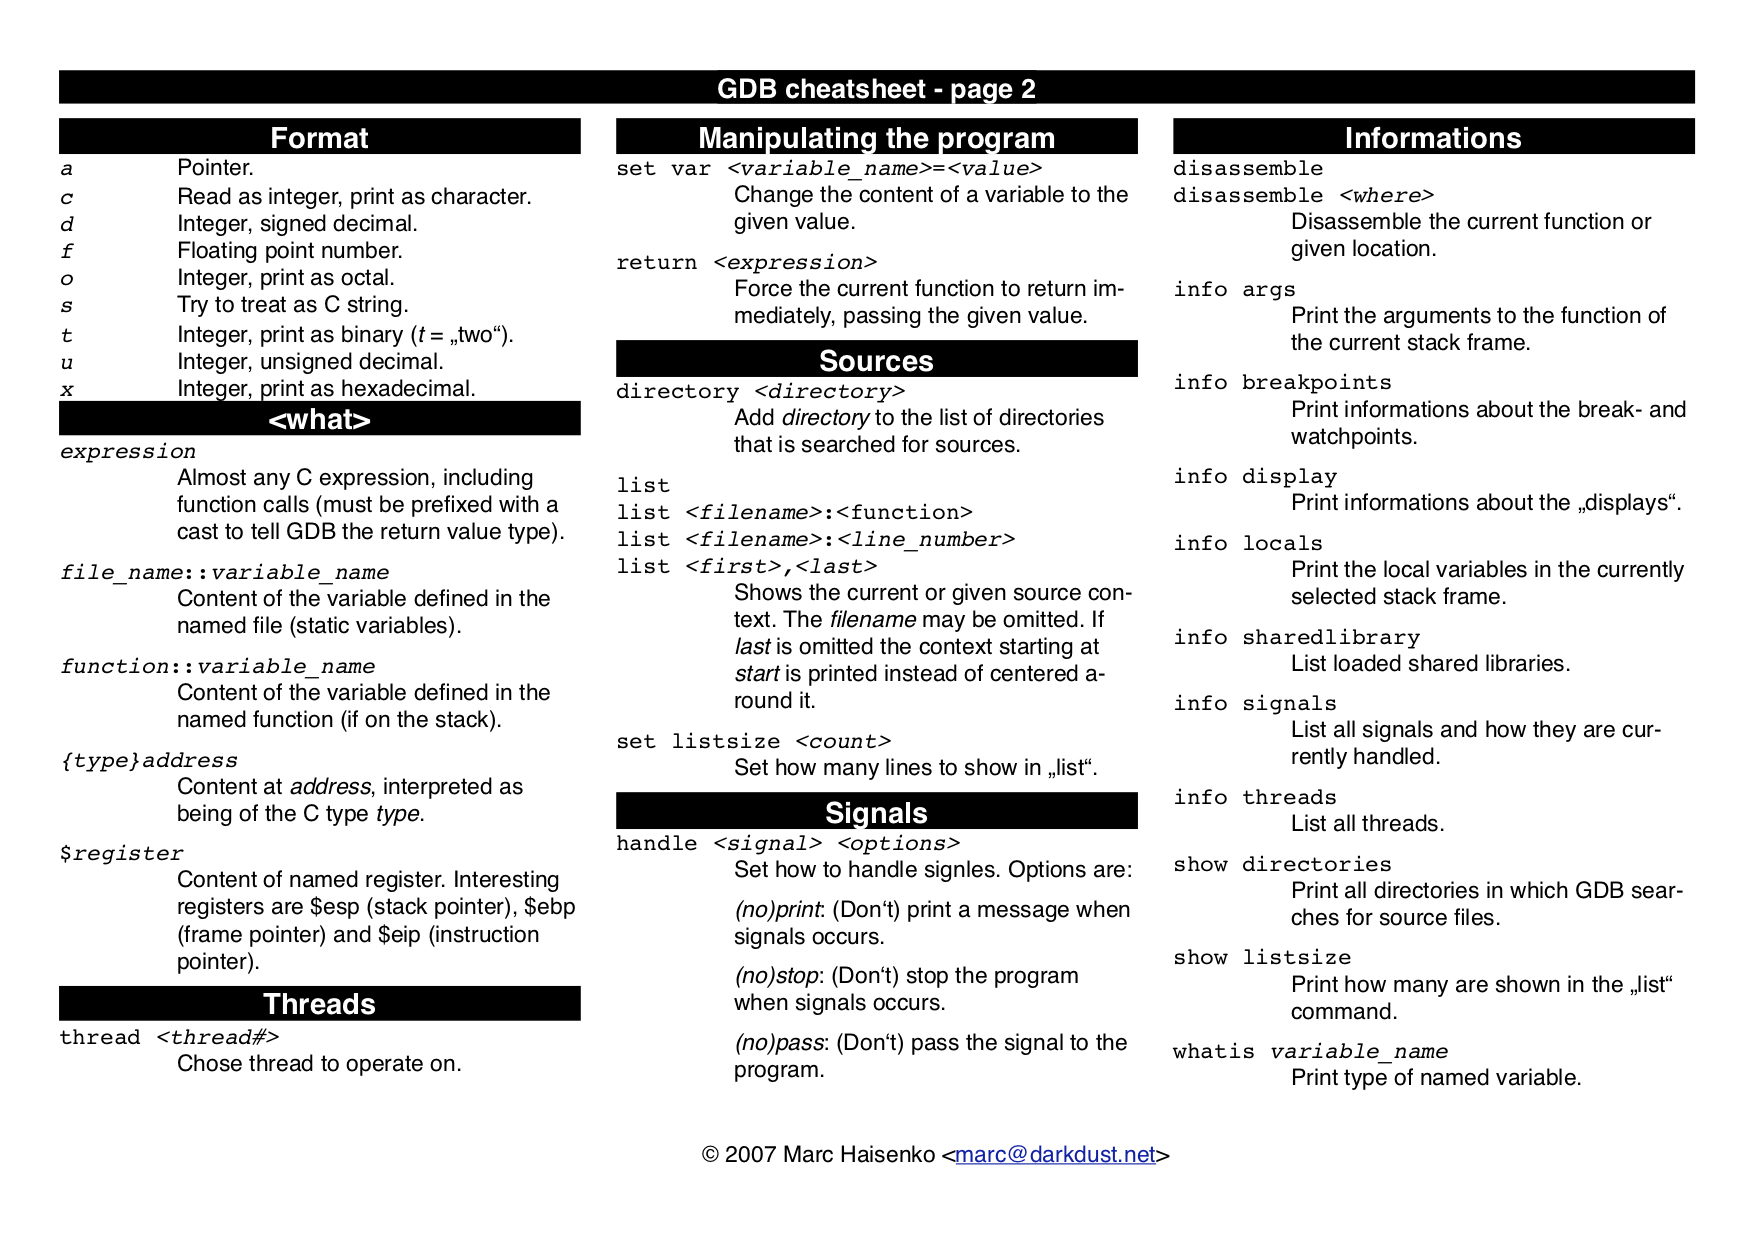 GDB cheatsheet - page 2
Format
a Pointer.
c Read as integer, print as character.
d Integer, signed decimal.
f Floating point number.
o Integer, print as octal.
s Try to treat as C string.
t Integer, print as binary (t = „two“).
u Integer, unsigned decimal.
x Integer, print as hexadecimal.
<what>
expression
Almost any C expression, including
function calls (must be prefixed with a
cast to tell GDB the return value type).
file_name::variable_name
Content of the variable defined in the
named file (static variables).
function::variable_name
Content of the variable defined in the
named function (if on the stack).
{type}address
Content at address, interpreted as
being of the C type type.
$register
Content of named register. Interesting
registers are $esp (stack pointer), $ebp
(frame pointer) and $eip (instruction
pointer).
Threads
thread <thread#>
Chose thread to operate on.
Manipulating the program
set var <variable_name>=<value>
Change the content of a variable to the
given value.
return <expression>
Force the current function to return im-
mediately, passing the given value.
Sources
directory <directory>
Add directory to the list of directories
that is searched for sources.
list
list <filename>:<function>
list <filename>:<line_number>
list <first>,<last>
Shows the current or given source con-
text. The filename may be omitted. If
last is omitted the context starting at
start is printed instead of centered a-
round it.
set listsize <count>
Set how many lines to show in „list“.
Signals
handle <signal> <options>
Set how to handle signles. Options are:
(no)print: (Don‘t) print a message when
signals occurs.
(no)stop: (Don‘t) stop the program
when signals occurs.
(no)pass: (Don‘t) pass the signal to the
program.
Informations
disassemble
disassemble <where>
Disassemble the current function or
given location.
info args
Print the arguments to the function of
the current stack frame.
info breakpoints
Print informations about the break- and
watchpoints.
info display
Print informations about the „displays“.
info locals
Print the local variables in the currently
selected stack frame.
info sharedlibrary
List loaded shared libraries.
info signals
List all signals and how they are cur-
rently handled.
info threads
List all threads.
show directories
Print all directories in which GDB sear-
ches for source files.
show listsize
Print how many are shown in the „list“
command.
whatis variable_name
Print type of named variable.
© 2007 Marc Haisenko <marc@darkdust.net>